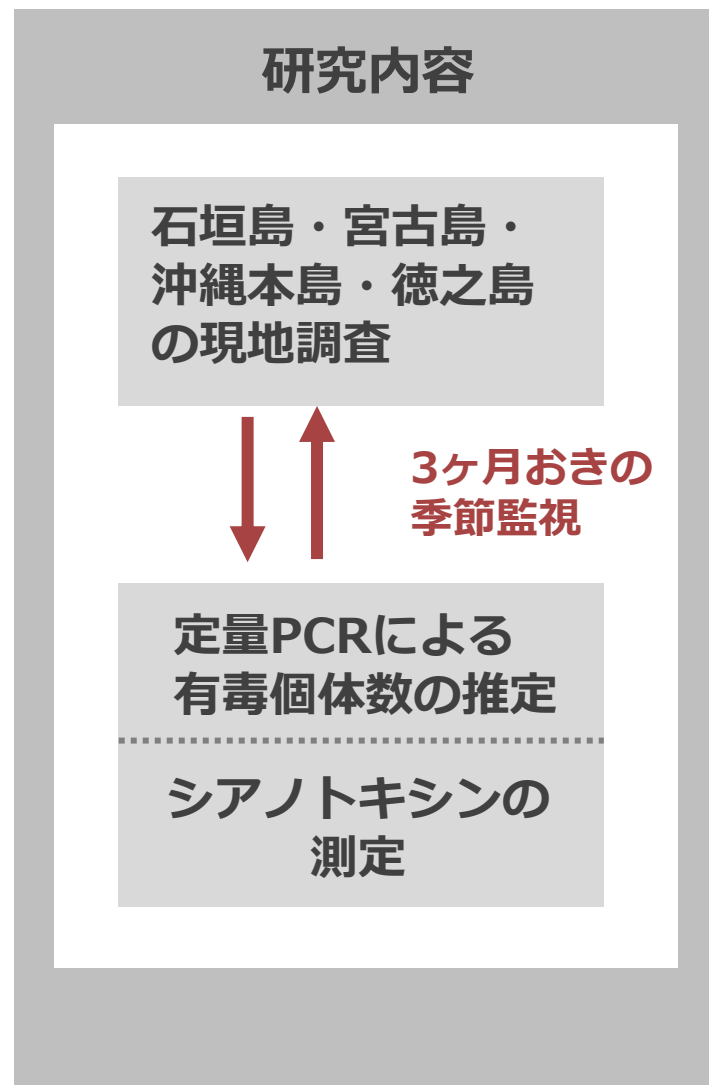 研究内容
石垣島・宮古島・
沖縄本島・徳之島
の現地調査
3ヶ月おきの
季節監視
定量PCRによる
有毒個体数の推定
シアノトキシンの
測定